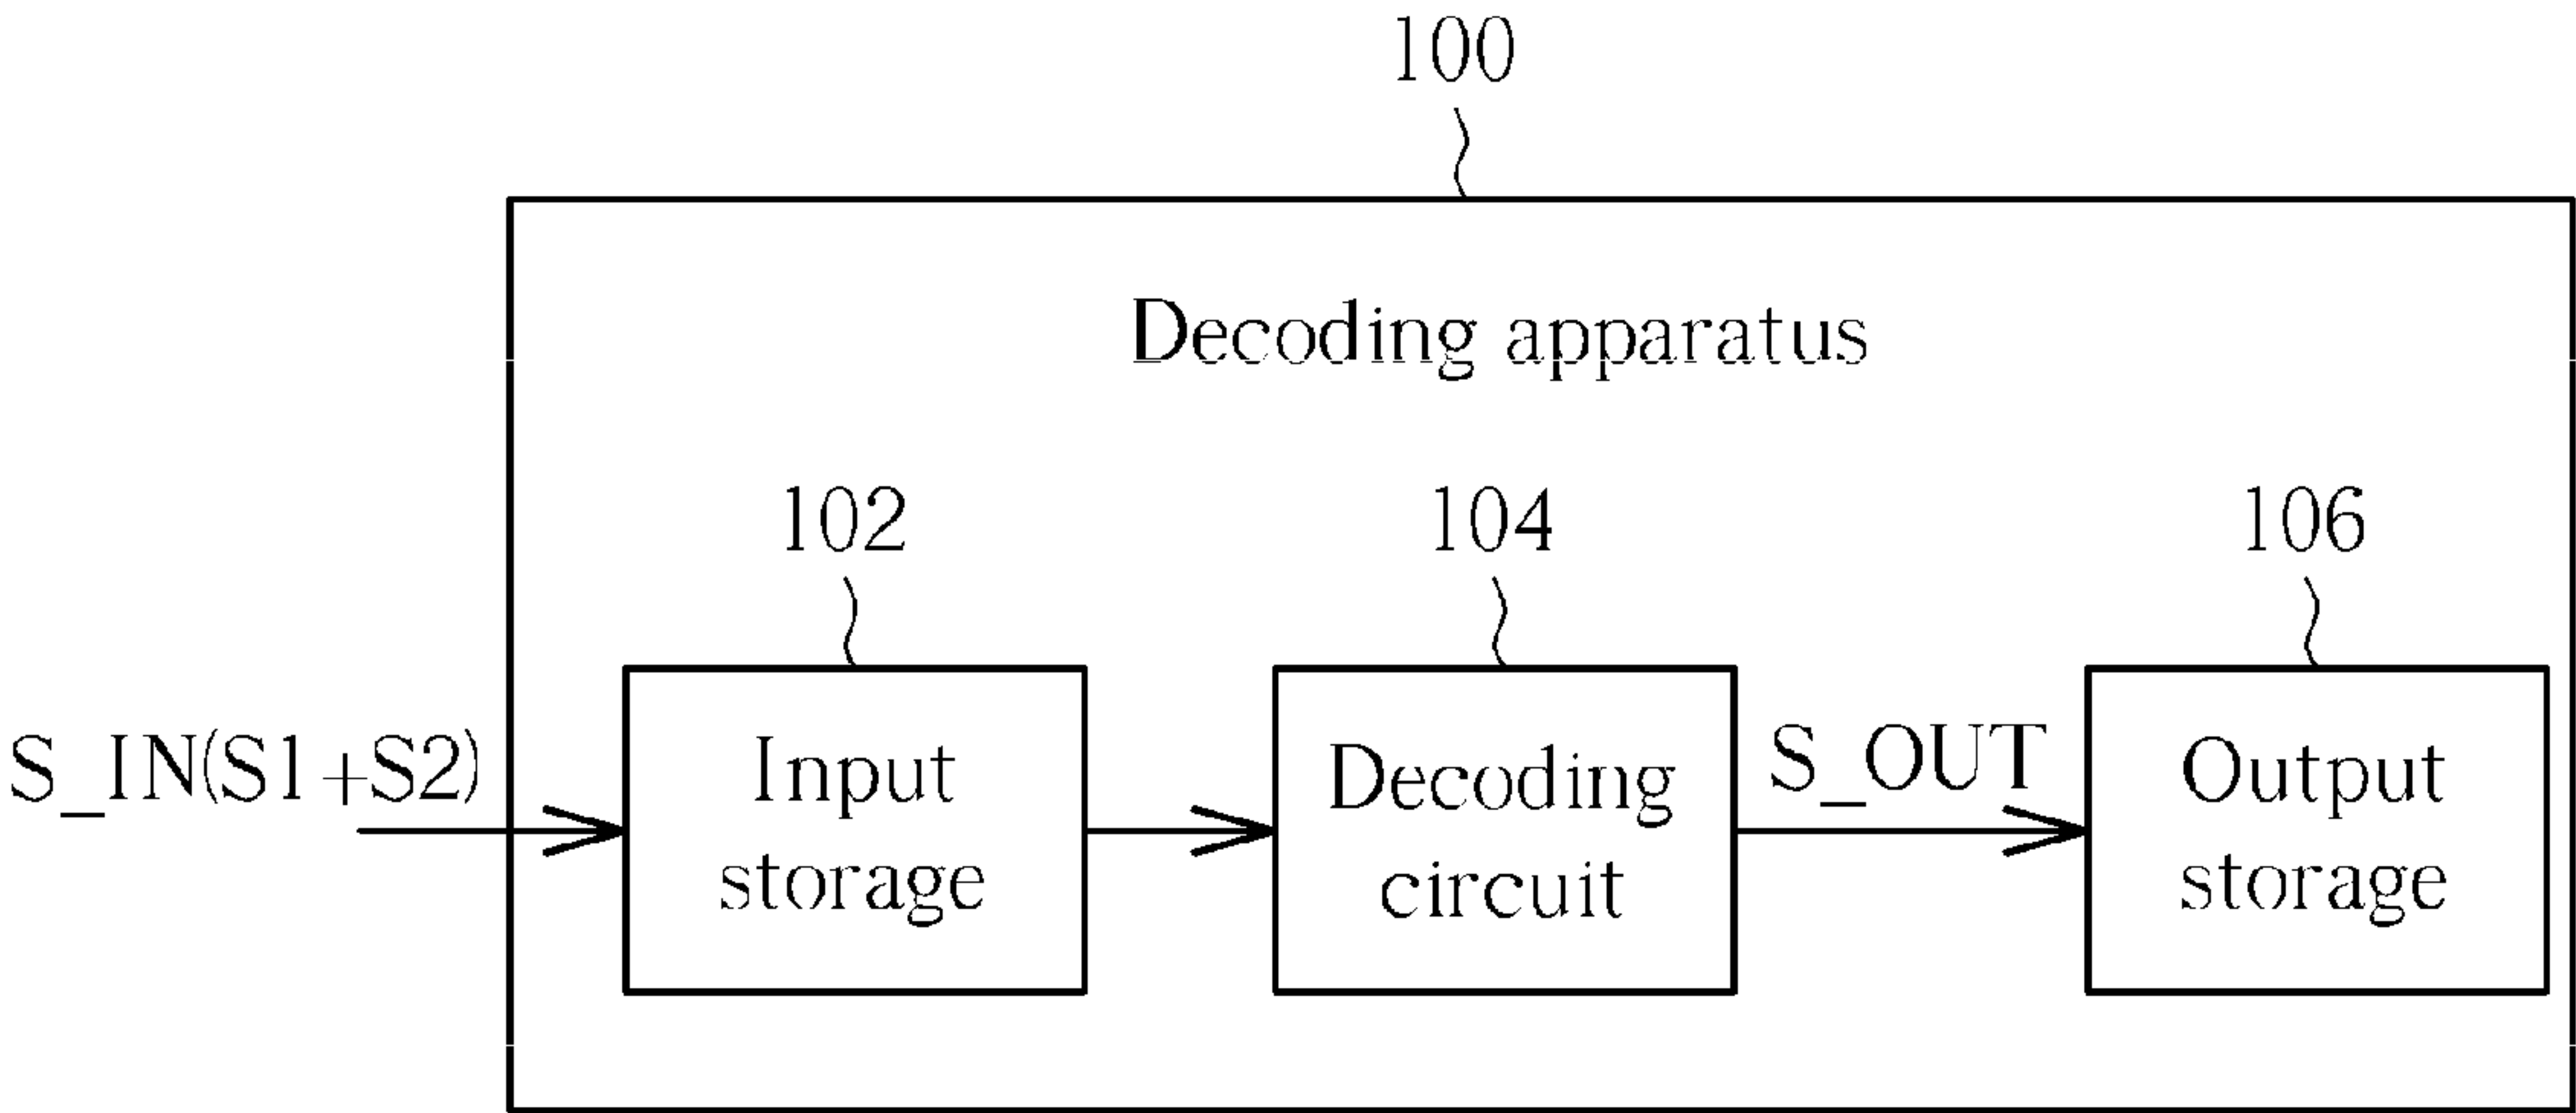 100
Decoding apparatus
102
104
106
S_IN(S1+S2)
Input
storage
Decoding
circuit
S_OUT
Output
storage